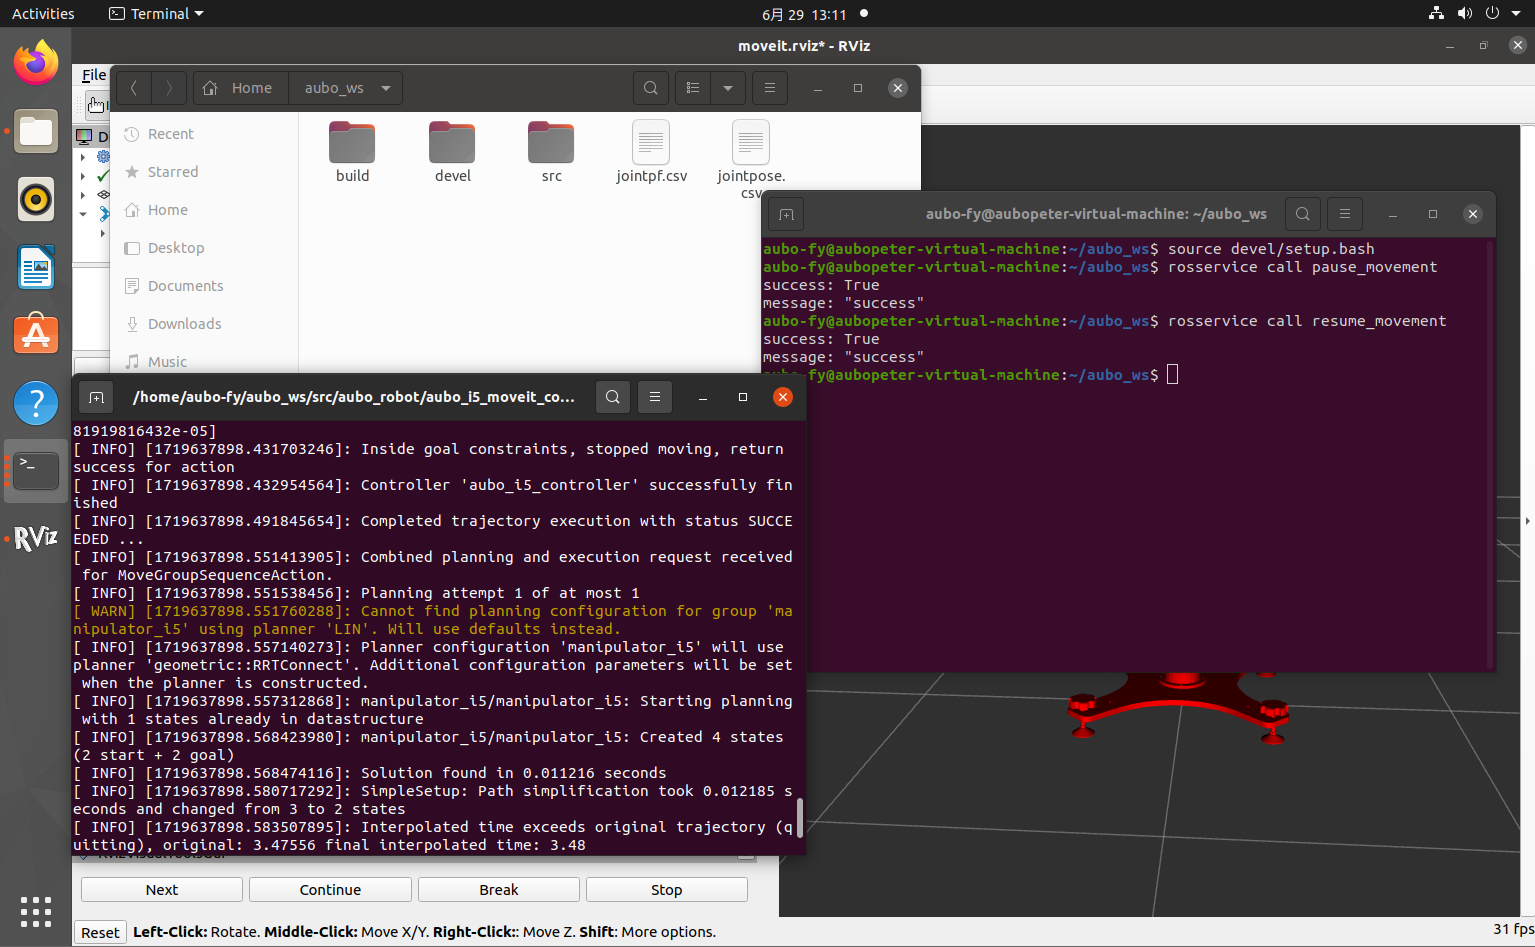 Activities
Terminal
6月 29 13:11
moveit.rviz* - RViz
File
Home
aubo_ws
D
Recent
Starred
Home
Desktop
Documents
Downloads
Music
build
devel
src
jointpf.csv
jointpose.
csv
aubo-fy@aubopeter-virtual-machine: ~/aubo_ws
aubo-fy@aubopeter-virtual-machine:~/aubo_ws$ source devel/setup.bash
aubo-fy@aubopeter-virtual-machine:~/aubo_ws$ rosservice call pause_movement
success: True
message: "success"
aubo-fy@aubopeter-virtual-machine:~/aubo_ws$ rosservice call resume_movement
success: True
message: "success"
aubo-fy@aubopeter-virtual-machine:~/aubo_ws$
/home/aubo-fy/aubo_ws/src/aubo_robot/aubo_i5_moveit_co...
81919816432e-05]
[ INFO] [1719637898.431703246]: Inside goal constraints, stopped moving, return
success for action
[ INFO] [1719637898.432954564]: Controller 'aubo_i5_controller' successfully fin
ished
[ INFO] [1719637898.491845654]: Completed trajectory execution with status SUCCE
EDED ...
[ INFO] [1719637898.551413905]: Combined planning and execution request received
for MoveGroupSequenceAction.
[ INFO] [1719637898.551538456]: Planning attempt 1 of at most 1
[ WARN] [1719637898.551760288]: Cannot find planning configuration for group 'ma
nipulator_i5' using planner 'LIN'. Will use defaults instead.
[ INFO] [1719637898.557140273]: Planner configuration 'manipulator_i5' will use
planner 'geometric::RRTConnect'. Additional configuration parameters will be set
when the planner is constructed.
[ INFO] [1719637898.557312868]: manipulator_i5/manipulator_i5: Starting planning
with 1 states already in datastructure
[ INFO] [1719637898.568423980]: manipulator_i5/manipulator_i5: Created 4 states
(2 start + 2 goal)
[ INFO] [1719637898.568474116]: Solution found in 0.011216 seconds
[ INFO] [1719637898.580717292]: SimpleSetup: Path simplification took 0.012185 s
econds and changed from 3 to 2 states
[ INFO] [1719637898.583507895]: Interpolated time exceeds original trajectory (q
uitting), original: 3.47556 final interpolated time: 3.48
RViz
Next
Continue
Break
Stop
Reset
Left-Click: Rotate. Middle-Click: Move X/Y. Right-Click:: Move Z. Shift: More options.
31 fps